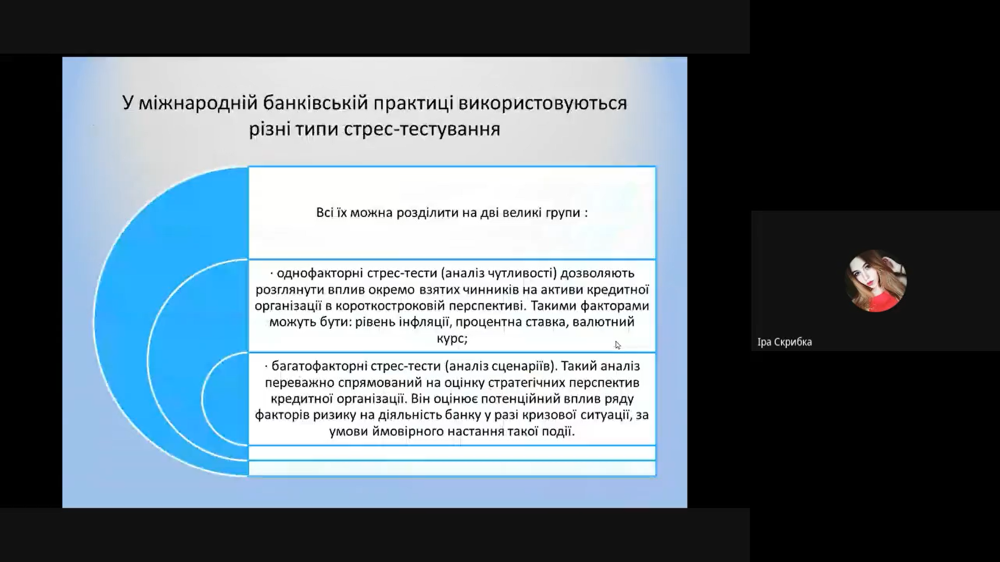 У міжнародній банківській практиці використовуються
різні типи стрес-тестування
Всі їх можна розділити на дві великі групи :
· однофакторні стрес-тести (аналіз чутливості) дозволяють
розглянути вплив окремо взятих чинників на активи кредитної
організації в короткостроковій перспективі. Такими факторами
можуть бути: рівень інфляції, процентна ставка, валютний
курс;
· багатофакторні стрес-тести (аналіз сценаріїв). Такий аналіз
переважно спрямований на оцінку стратегічних перспектив
кредитної організації. Він оцінює потенційний вплив ряду
факторів ризику на діяльність банку у разі кризової ситуації, за
умови ймовірного настання такої події.
Іра Скрибка